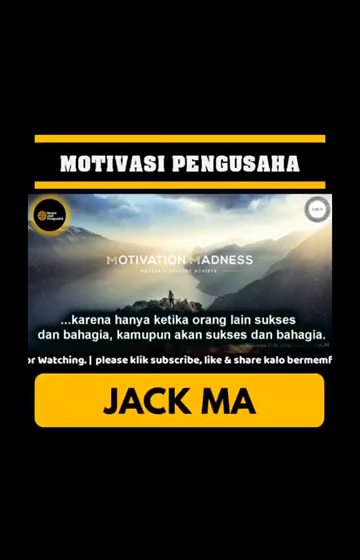 MOTIVASI PENGUSAHA
MOTIVATION MADNESS
...karena hanya ketika orang lain sukses
dan bahagia, kamupun akan sukses dan bahagia.
or Watching. | please klik subscribe, like & share kalo bermemf
JACK MA